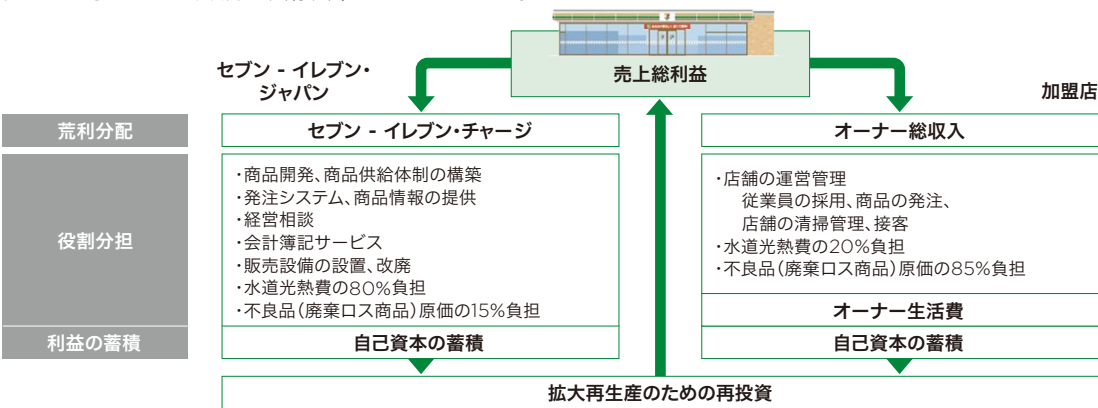 売上総利益
セブン - イレブン・
ジャパン
加盟店
荒利分配
セブン - イレブン・チャージ
オーナー総収入
役割分担
・商品開発、商品供給体制の構築
・発注システム、商品情報の提供
・経営相談
・会計簿記サービス
・販売設備の設置、改廃
・水道光熱費の80%負担
・不良品(廃棄ロス商品)原価の15%負担
・店舗の運営管理
従業員の採用、商品の発注、
店舗の清掃管理、接客
・水道光熱費の20%負担
・不良品(廃棄ロス商品)原価の85%負担
オーナー生活費
利益の蓄積
自己資本の蓄積
自己資本の蓄積
拡大再生産のための再投資